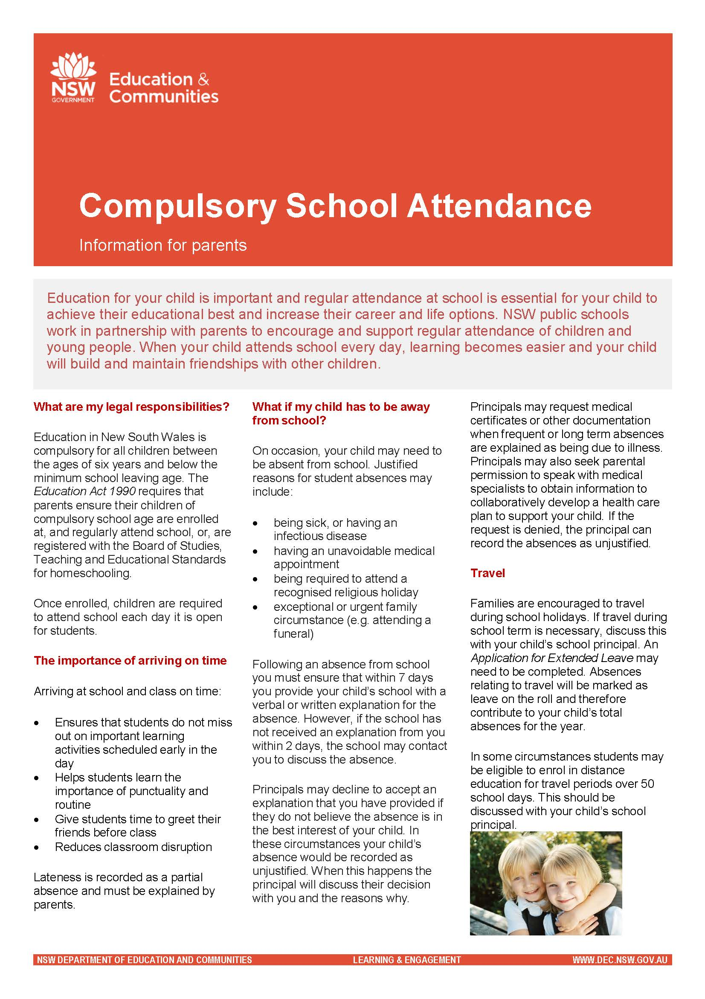 NSW
GOVERNMENT
Education &
Communities
Compulsory School Attendance
Information for parents
Education for your child is important and regular attendance at school is essential for your child to
achieve their educational best and increase their career and life options. NSW public schools
work in partnership with parents to encourage and support regular attendance of children and
young people. When your child attends school every day, learning becomes easier and your child
will build and maintain friendships with other children.
What are my legal responsibilities?
Education in New South Wales is
compulsory for all children between
the ages of six years and below the
minimum school leaving age. The
Education Act 1990 requires that
parents ensure their children of
compulsory school age are enrolled
at, and regularly attend school, or, are
registered with the Board of Studies,
Teaching and Educational Standards
for homeschooling.
Once enrolled, children are required
to attend school each day it is open
for students.
The importance of arriving on time
Arriving at school and class on time:
• Ensures that students do not miss
out on important learning
activities scheduled early in the
day
• Helps students learn the
importance of punctuality and
routine
• Give students time to greet their
friends before class
• Reduces classroom disruption
Lateness is recorded as a partial
absence and must be explained by
parents.
What if my child has to be away
from school?
On occasion, your child may need to
be absent from school. Justified
reasons for student absences may
include:
• being sick, or having an
infectious disease
• having an unavoidable medical
appointment
• being required to attend a
recognised religious holiday
• exceptional or urgent family
circumstance (e.g. attending a
funeral)
Following an absence from school
you must ensure that within 7 days
you provide your child's school with a
verbal or written explanation for the
absence. However, if the school has
not received an explanation from you
within 2 days, the school may contact
you to discuss the absence.
Principals may decline to accept an
explanation that you have provided if
they do not believe the absence is in
the best interest of your child. In
these circumstances your child's
absence would be recorded as
unjustified. When this happens the
principal will discuss their decision
with you and the reasons why.
Principals may request medical
certificates or other documentation
when frequent or long term absences
are explained as being due to illness.
Principals may also seek parental
permission to speak with medical
specialists to obtain information to
collaboratively develop a health care
plan to support your child. If the
request is denied, the principal can
record the absences as unjustified.
Travel
Families are encouraged to travel
during school holidays. If travel during
school term is necessary, discuss this
with your child's school principal. An
Application for Extended Leave may
need to be completed. Absences
relating to travel will be marked as
leave on the roll and therefore
contribute to your child's total
absences for the year.
In some circumstances students may
be eligible to enrol in distance
education for travel periods over 50
school days. This should be
discussed with your child's school
principal.
NSW DEPARTMENT OF EDUCATION AND COMMUNITIES LEARNING & ENGAGEMENT WWW.DEC.NSW.GOV.AU